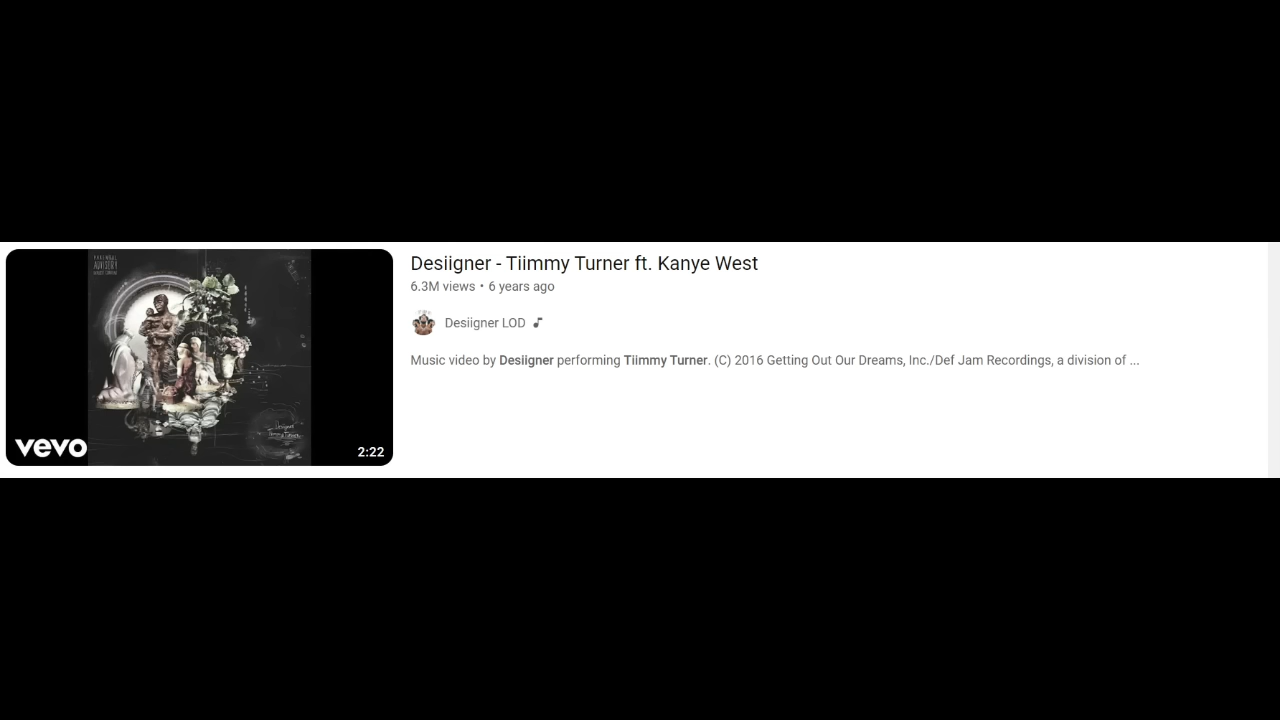 Desiigner - Tiimmy Turner ft. Kanye West
6.3M views • 6 years ago
Desiigner LOD
Music video by Desiigner performing Tiimmy Turner. (C) 2016 Getting Out Our Dreams, Inc./Def Jam Recordings, a division of ...
vevo
2:22